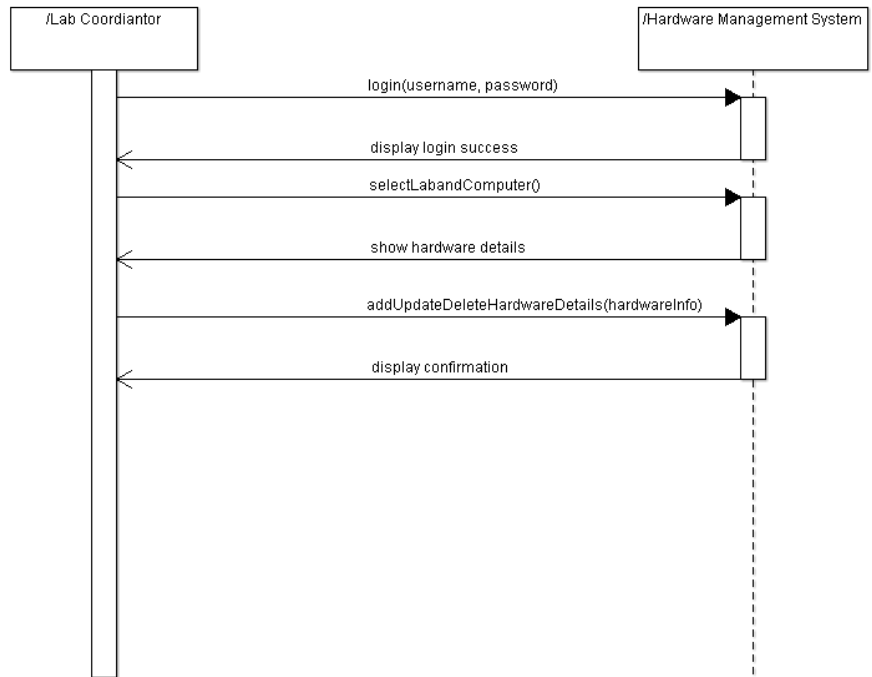 /Lab Coordiantor
/Hardware Management System
login(username, password)
display login success
selectLabandComputer()
show hardware details
addUpdateDeleteHardwareDetails(hardwareInfo)
display confirmation